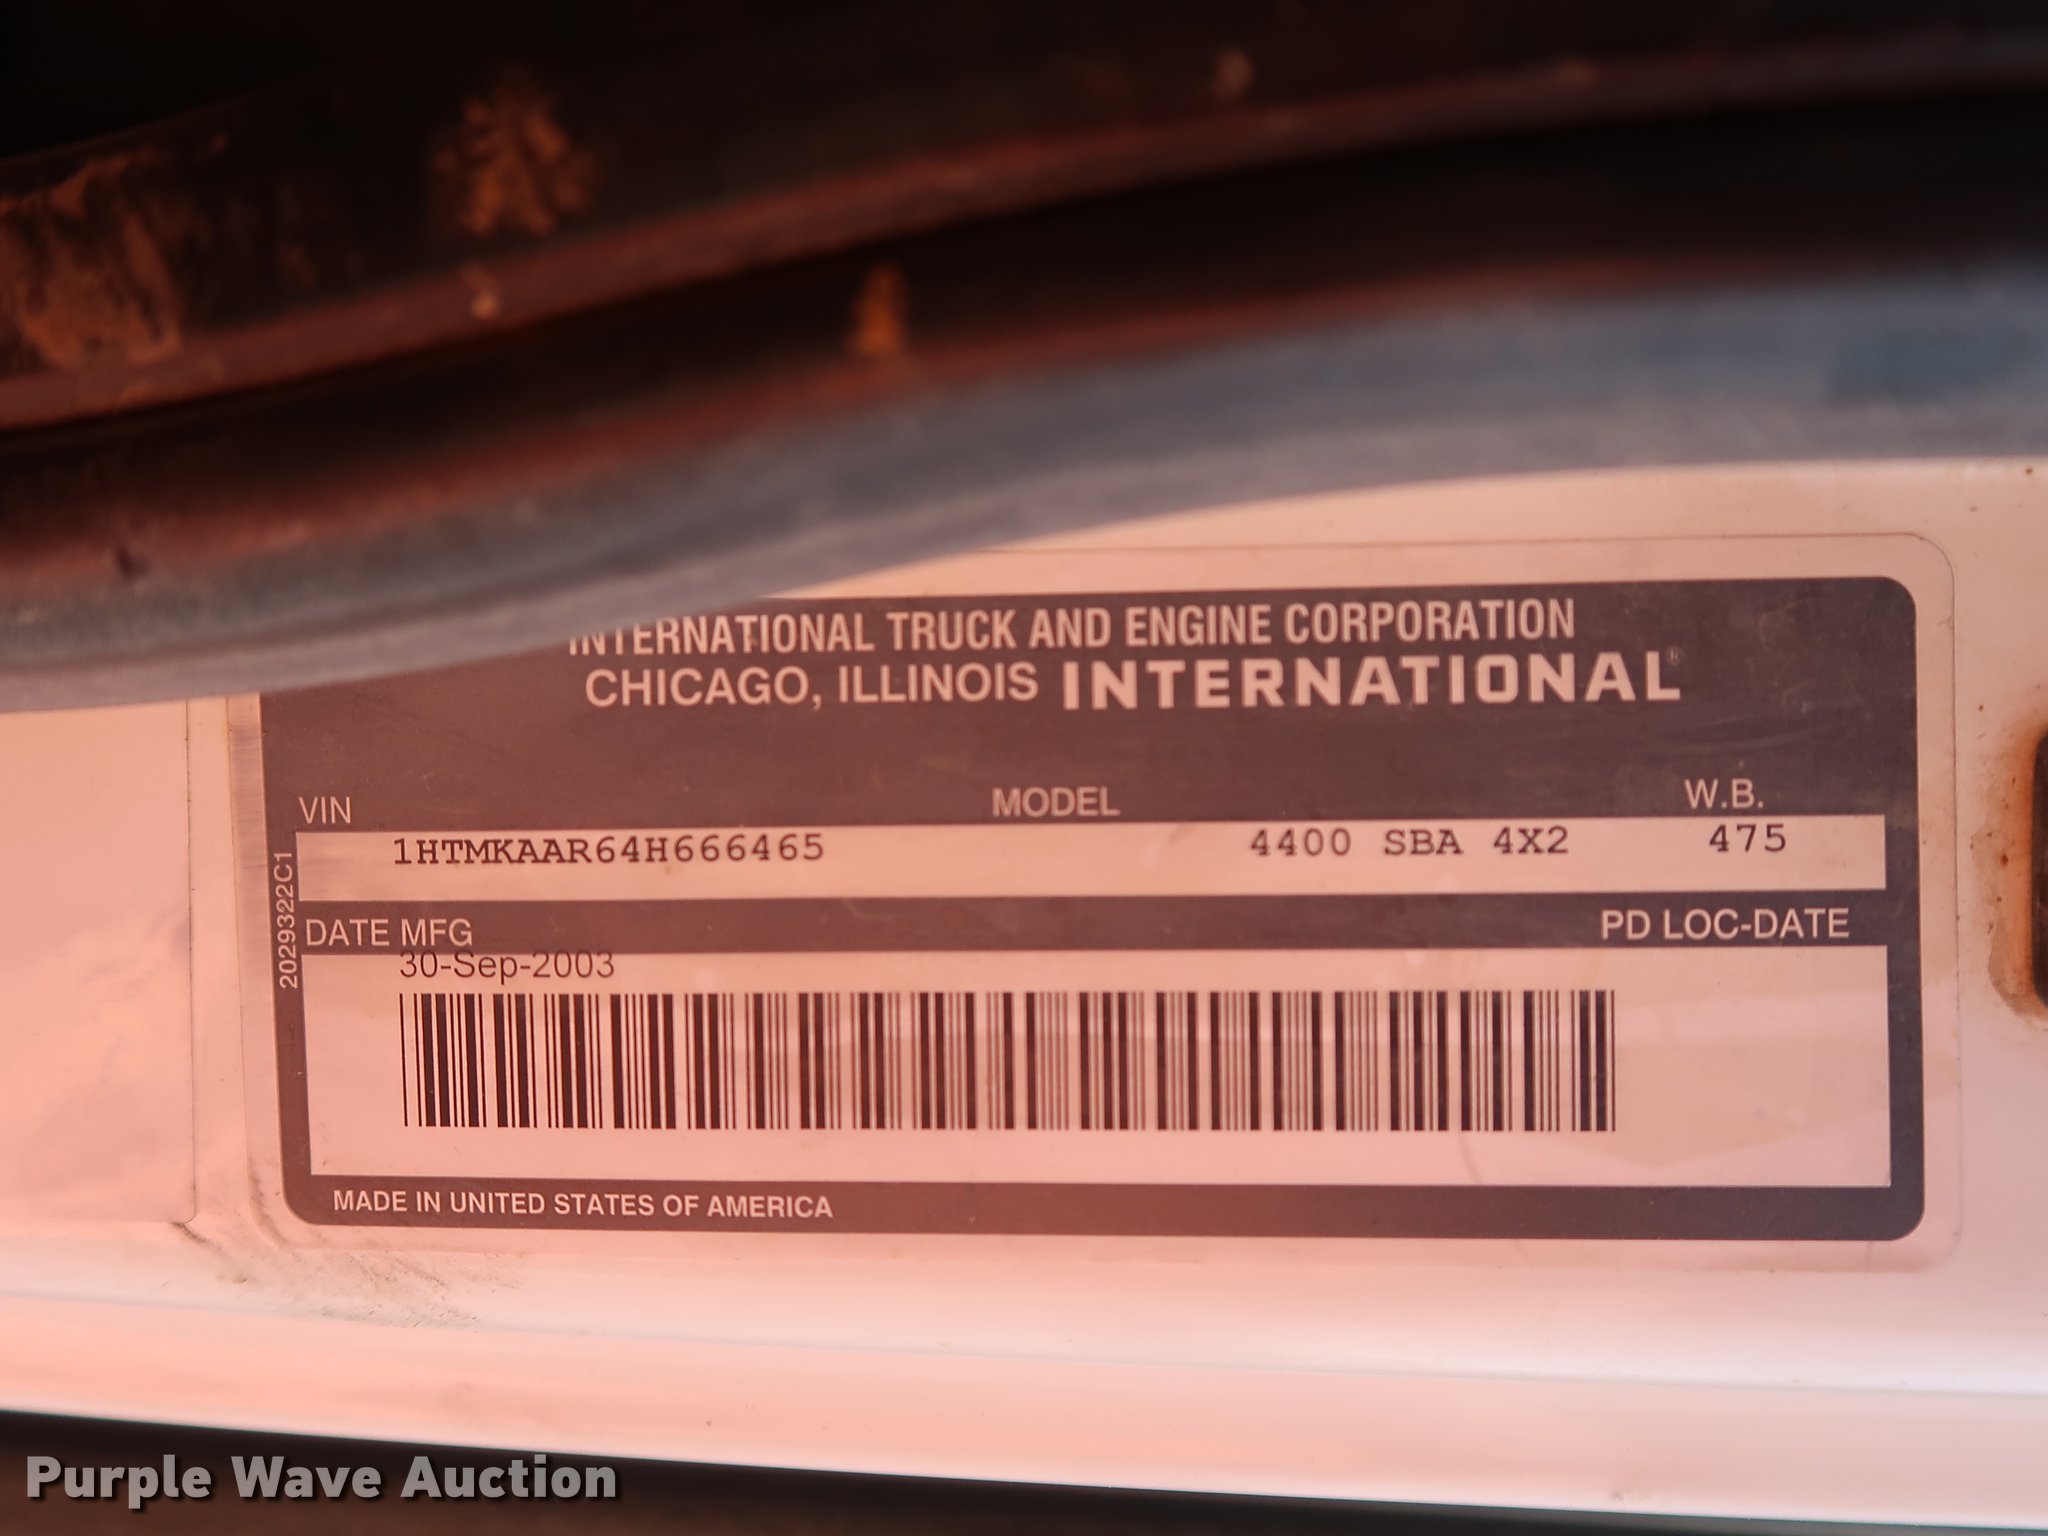 INTERNATIONAL TRUCK AND ENGINE CORPORATION
CHICAGO, ILLINOIS INTERNATIONAL®
VIN MODEL W.B.
1HTMKAAR64H666465 4400 SBA 4X2 475
2029322C1
DATE MFG PD LOC-DATE
30-Sep-2003
MADE IN UNITED STATES OF AMERICA
Purple Wave Auction